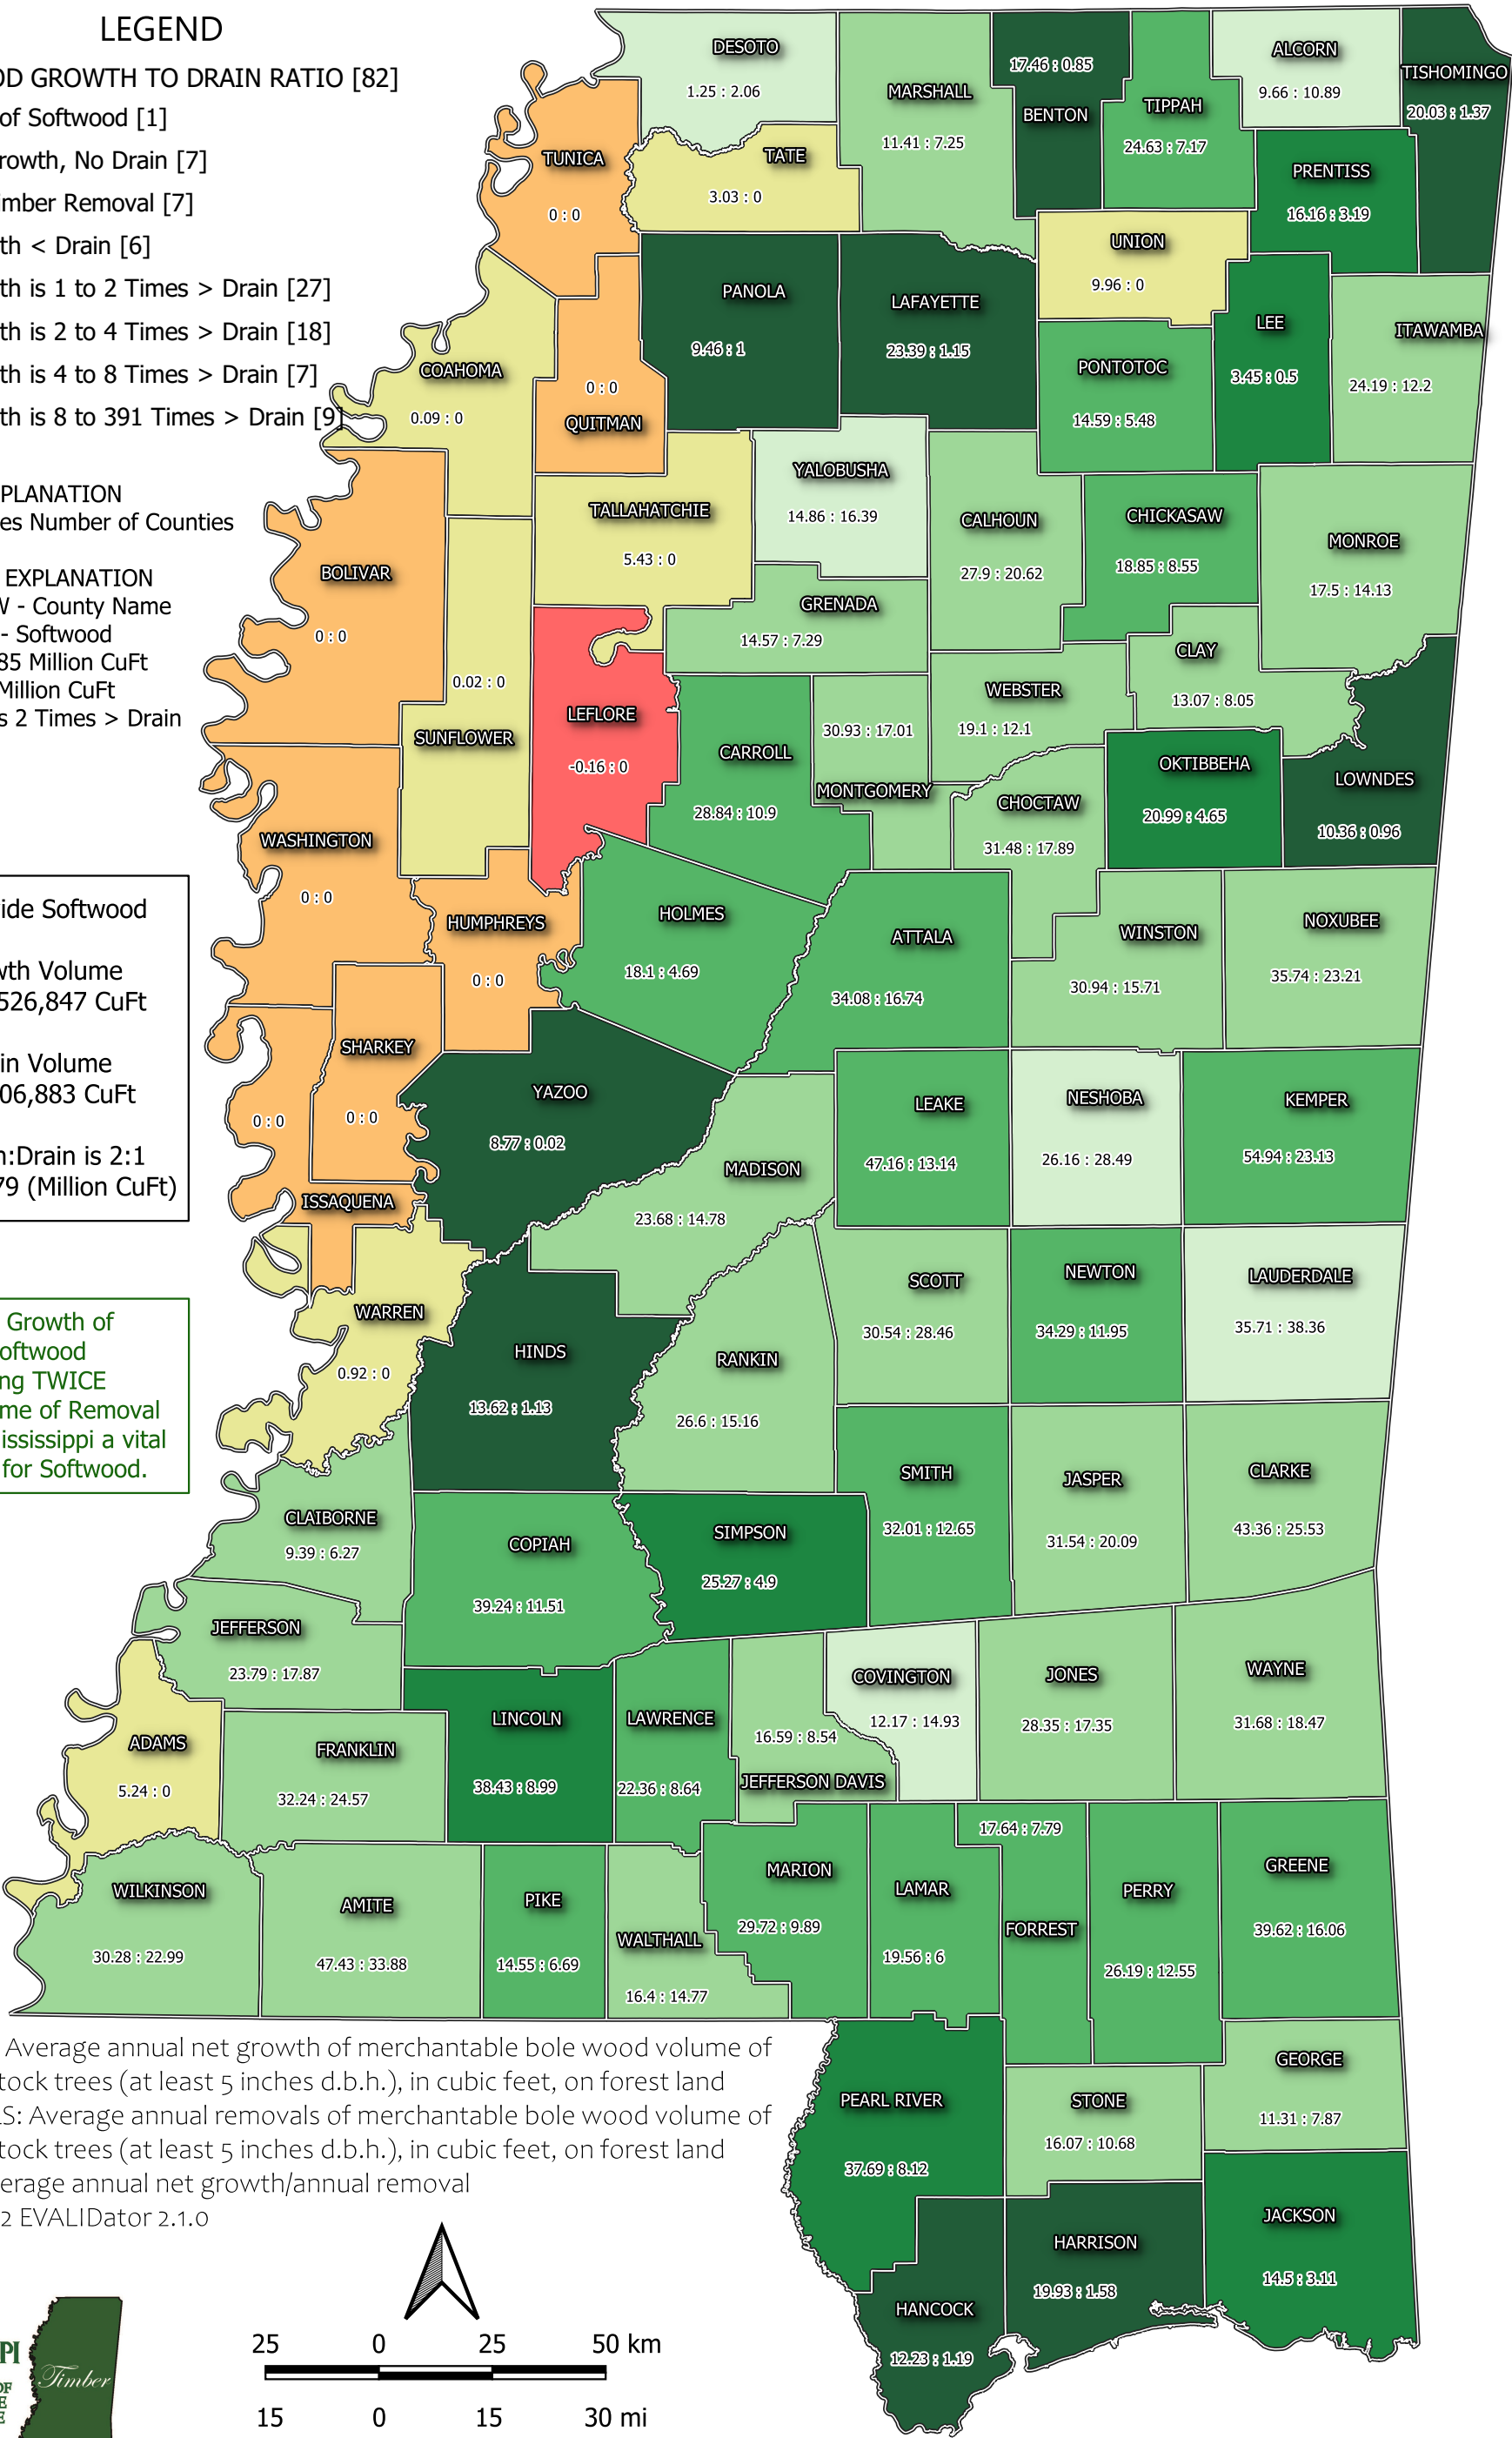 LEGEND
OD GROWTH TO DRAIN RATIO [82]
of Softwood [1]
rowth, No Drain [7]
imber Removal [7]
th < Drain [6]
th is 1 to 2 Times > Drain [27]
th is 2 to 4 Times > Drain [18]
th is 4 to 8 Times > Drain [7]
th is 8 to 391 Times > Drain [9]
PLANATION
es Number of Counties
EXPLANATION
W - County Name
- Softwood
85 Million CuFt
Million CuFt
s 2 Times > Drain
ide Softwood
wth Volume
526,847 CuFt
in Volume
06,883 CuFt
h:Drain is 2:1
79 (Million CuFt)
Growth of
oftwood
ng TWICE
me of Removal
ississippi a vital
for Softwood.
DESOTO
1.25 : 2.06
MARSHALL
11.41 : 7.25
17.46 : 0.85
BENTON
TIPPAH
24.63 : 7.17
ALCORN
9.66 : 10.89
TISHOMINGO
20.03 : 1.37
TUNICA
0 : 0
TATE
3.03 : 0
PRENTISS
16.16 : 3.19
UNION
9.96 : 0
PANOLA
9.46 : 1
LAFAYETTE
23.39 : 1.15
LEE
3.45 : 0.5
ITAWAMBA
24.19 : 12.2
COAHOMA
0.09 : 0
0 : 0
QUITMAN
PONTOTOC
14.59 : 5.48
YALOBUSHA
14.86 : 16.39
TALLAHATCHIE
5.43 : 0
CALHOUN
27.9 : 20.62
CHICKASAW
18.85 : 8.55
MONROE
17.5 : 14.13
BOLIVAR
0 : 0
GRENADA
14.57 : 7.29
CLAY
13.07 : 8.05
0.02 : 0
SUNFLOWER
LEFLORE
-0.16 : 0
WEBSTER
19.1 : 12.1
CARROLL
28.84 : 10.9
30.93 : 17.01
MONTGOMERY
OKTIBBEHA
20.99 : 4.65
LOWNDES
10.36 : 0.96
CHOCTAW
31.48 : 17.89
WASHINGTON
0 : 0
HUMPHREYS
0 : 0
HOLMES
18.1 : 4.69
ATTALA
34.08 : 16.74
WINSTON
30.94 : 15.71
NOXUBEE
35.74 : 23.21
SHARKEY
0 : 0
0 : 0
ISSAQUENA
YAZOO
8.77 : 0.02
LEAKE
47.16 : 13.14
NESHOBA
26.16 : 28.49
KEMPER
54.94 : 23.13
MADISON
23.68 : 14.78
WARREN
0.92 : 0
HINDS
13.62 : 1.13
RANKIN
26.6 : 15.16
SCOTT
30.54 : 28.46
NEWTON
34.29 : 11.95
LAUDERDALE
35.71 : 38.36
CLAIBORNE
9.39 : 6.27
COPIAH
39.24 : 11.51
SIMPSON
25.27 : 4.9
SMITH
32.01 : 12.65
JASPER
31.54 : 20.09
CLARKE
43.36 : 25.53
JEFFERSON
23.79 : 17.87
ADAMS
5.24 : 0
FRANKLIN
32.24 : 24.57
LINCOLN
38.43 : 8.99
LAWRENCE
22.36 : 8.64
16.59 : 8.54
JEFFERSON DAVIS
COVINGTON
12.17 : 14.93
JONES
28.35 : 17.35
WAYNE
31.68 : 18.47
WILKINSON
30.28 : 22.99
AMITE
47.43 : 33.88
PIKE
14.55 : 6.69
WALTHALL
16.4 : 14.77
MARION
29.72 : 9.89
LAMAR
19.56 : 6
17.64 : 7.79
FORREST
PERRY
26.19 : 12.55
GREENE
39.62 : 16.06
PEARL RIVER
37.69 : 8.12
STONE
16.07 : 10.68
GEORGE
11.31 : 7.87
HANCOCK
12.23 : 1.19
HARRISON
19.93 : 1.58
JACKSON
14.5 : 3.11
Average annual net growth of merchantable bole wood volume of
tock trees (at least 5 inches d.b.h.), in cubic feet, on forest land
LS: Average annual removals of merchantable bole wood volume of
tock trees (at least 5 inches d.b.h.), in cubic feet, on forest land
erage annual net growth/annual removal
2 EVALIDator 2.1.0
25 0 25 50 km
15 0 15 30 mi
PI
OF
E
E
Timber